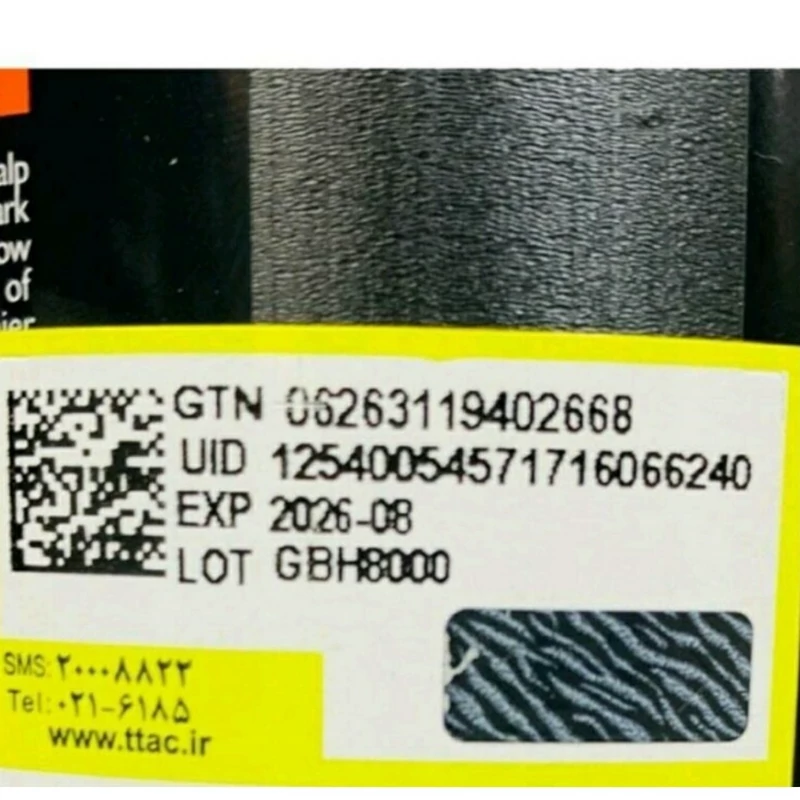 alp
ark
ow
of
ier
GTN 06263119402668
UID 12540054571716066240
EXP 2026-08
LOT GBH8000
SMS:۲۰۰۰۸۸۲۲
Tel:۰۲۱-۶۱۸۵
www.ttac.ir